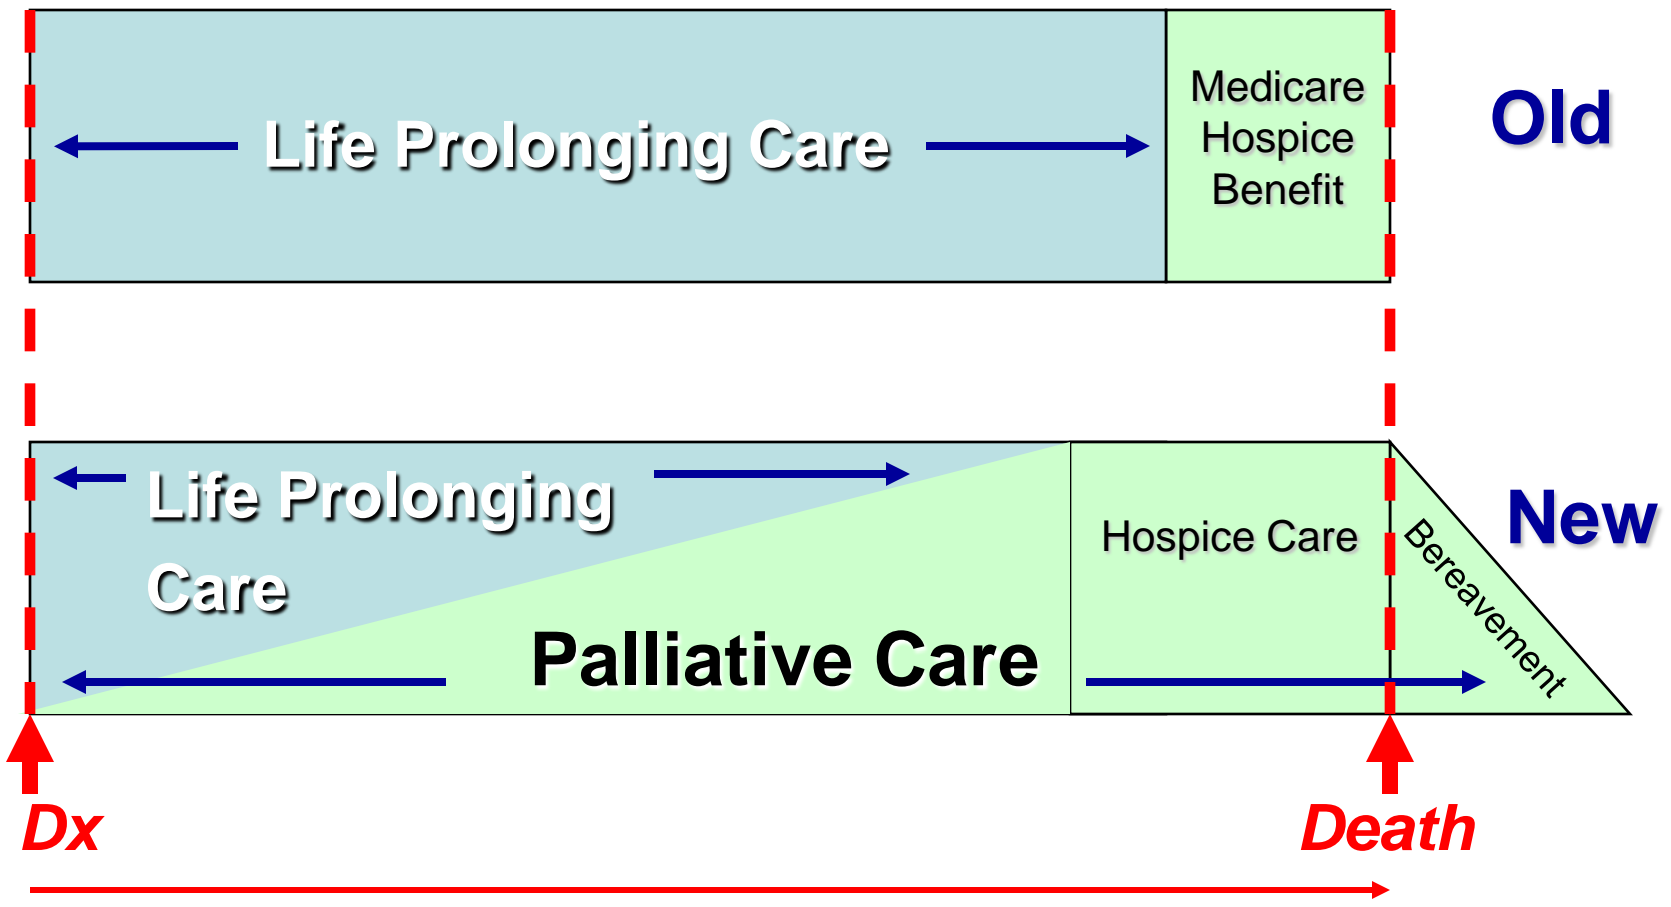 Life Prolonging Care
Medicare
Hospice
Benefit
Old
Life Prolonging
Care
Palliative Care
Hospice Care
Bereavement
New
Dx
Death